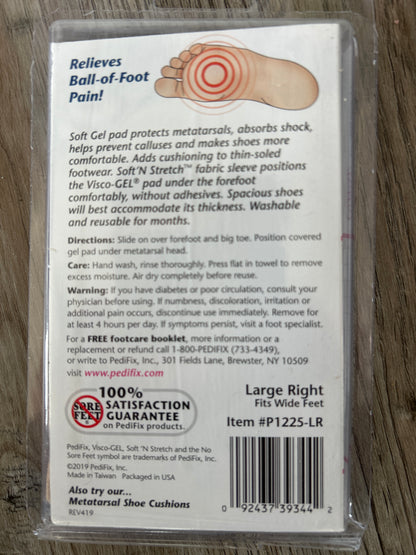 Relieves
Ball-of-Foot
Pain!
Soft Gel pad protects metatarsals, absorbs shock,
helps prevent calluses and makes shoes more
comfortable. Adds cushioning to thin-soled
footwear. Soft'N Stretch™ fabric sleeve positions
the Visco-GEL® pad under the forefoot
comfortably, without adhesives. Spacious shoes
will best accommodate its thickness. Washable
and reusable for months.
Directions: Slide on over forefoot and big toe. Position covered
gel pad under metatarsal head.
Care: Hand wash, rinse thoroughly. Press flat in towel to remove
excess moisture. Air dry completely before reuse.
Warning: If you have diabetes or poor circulation, consult your
physician before using. If numbness, discoloration, irritation or
additional pain occurs, discontinue use immediately. Remove for
at least 4 hours per day. If symptoms persist, visit a foot specialist.
For a FREE footcare booklet, more information or a
replacement or refund call 1-800-PEDIFIX (733-4349),
or write to PediFix, Inc., 301 Fields Lane, Brewster, NY 10509
visit www.pedifix.com
SORE
FEET
®
100%
SATISFACTION
GUARANTEE
on PediFix products.
Large Right
Fits Wide Feet
Item #P1225-LR
PediFix, Visco-GEL, Soft 'N Stretch and the No
Sore Feet symbol are trademarks of PediFix, Inc.
©2019 PediFix, Inc.
Made in Taiwan Packaged in USA
Also try our...
Metatarsal Shoe Cushions
REV419
0 92437 39344 2